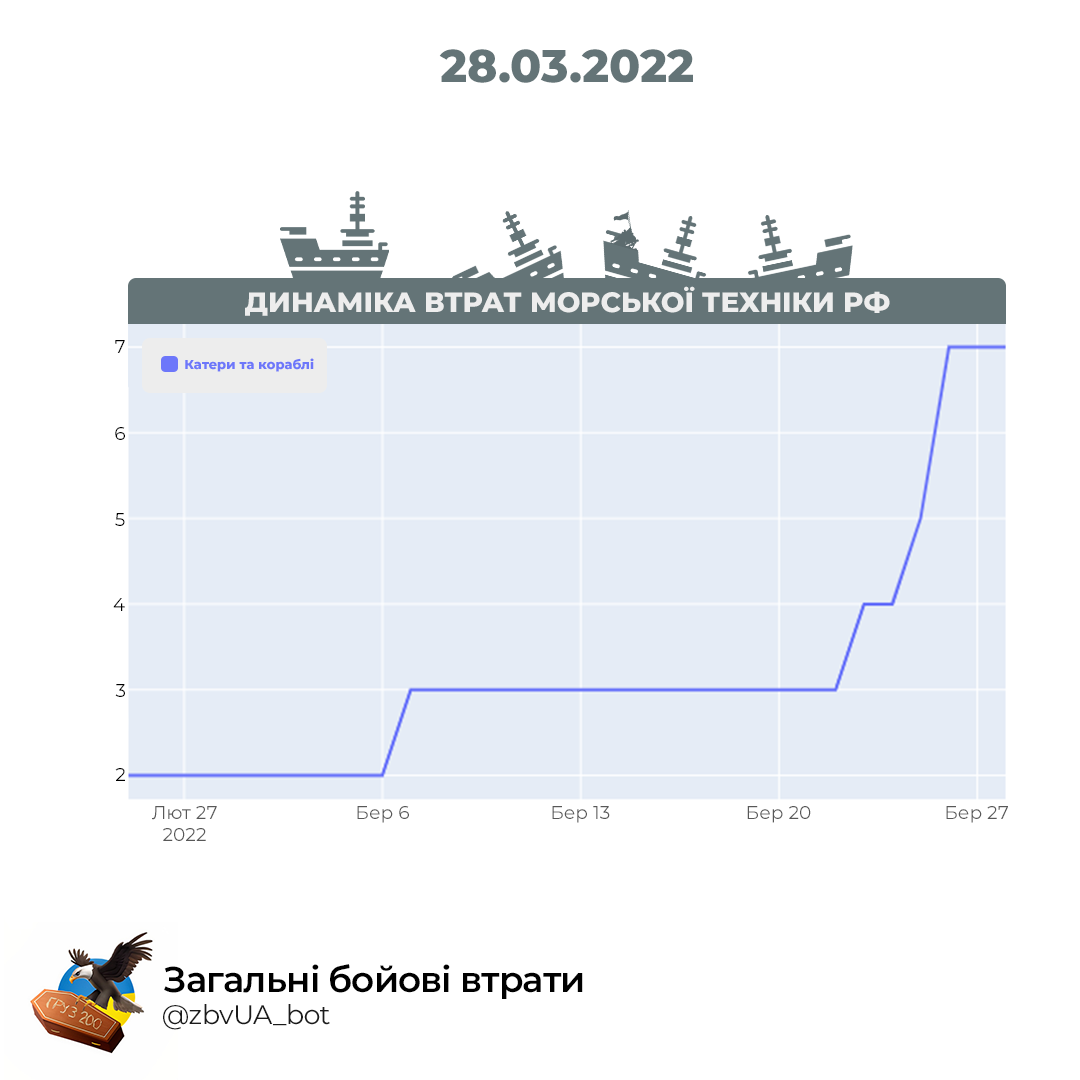 28.03.2022
ДИНАМІКА ВТРАТ МОРСЬКОЇ ТЕХНІКИ РФ
Катери та кораблі
7
6
5
4
3
2
Лют 27 Бер 6 Бер 13 Бер 20 Бер 27
2022
ГРУЗ 200
Загальні бойові втрати
@zbvUA_bot